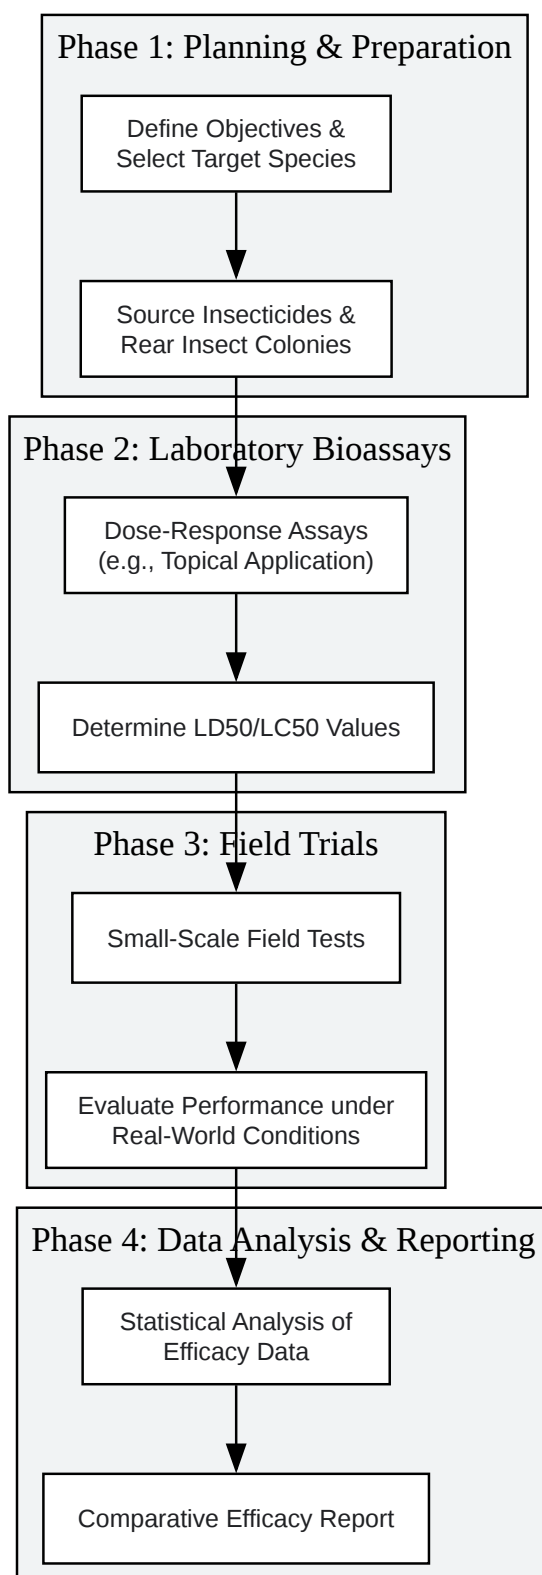 Phase 1: Planning & Preparation
Define Objectives &
Select Target Species
Source Insecticides &
Rear Insect Colonies
Phase 2: Laboratory Bioassays
Dose-Response Assays
(e.g., Topical Application)
Determine LD50/LC50 Values
Phase 3: Field Trials
Small-Scale Field Tests
Evaluate Performance under
Real-World Conditions
Phase 4: Data Analysis & Reporting
Statistical Analysis of
Efficacy Data
Comparative Efficacy Report